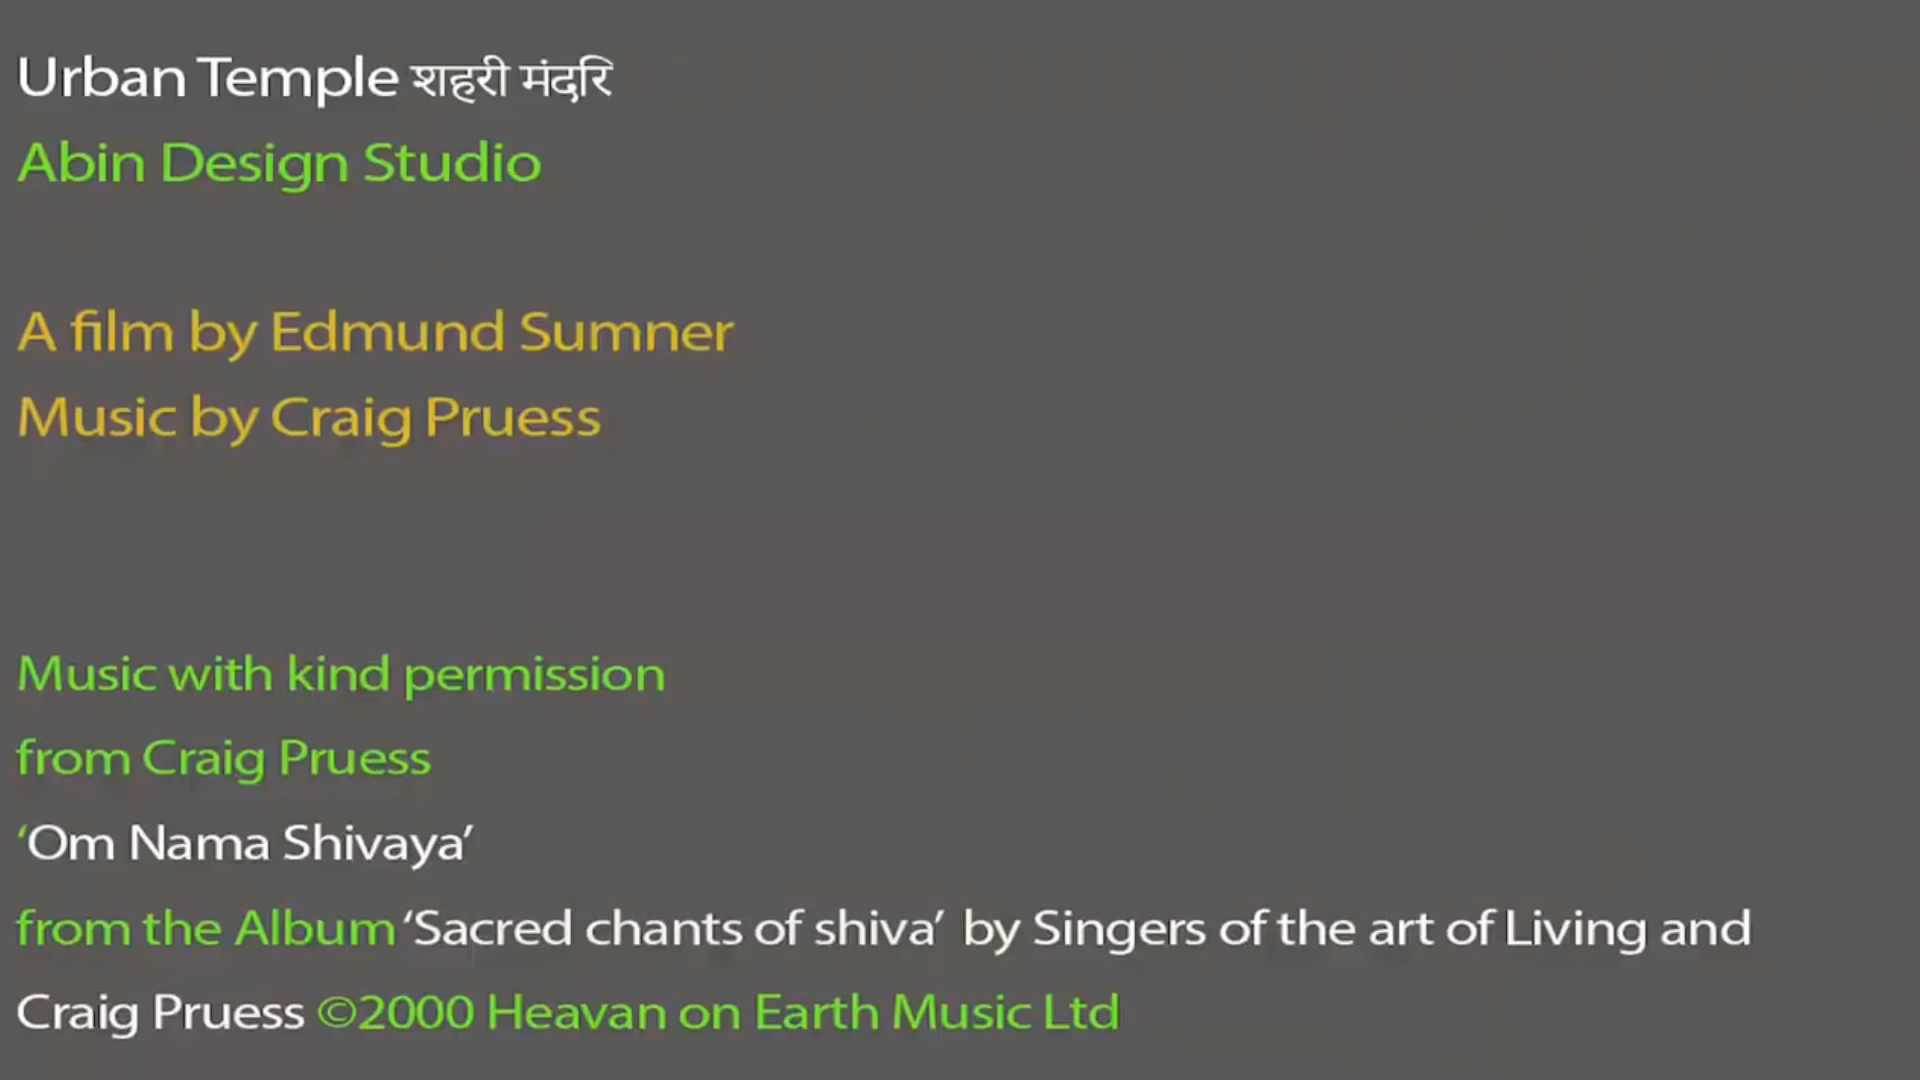 Urban Temple शहरी मंदरि
Abin Design Studio
A film by Edmund Sumner
Music by Craig Pruess
Music with kind permission
from Craig Pruess
‘Om Nama Shivaya’
from the Album ‘Sacred chants of shiva’ by Singers of the art of Living and
Craig Pruess ©2000 Heavan on Earth Music Ltd